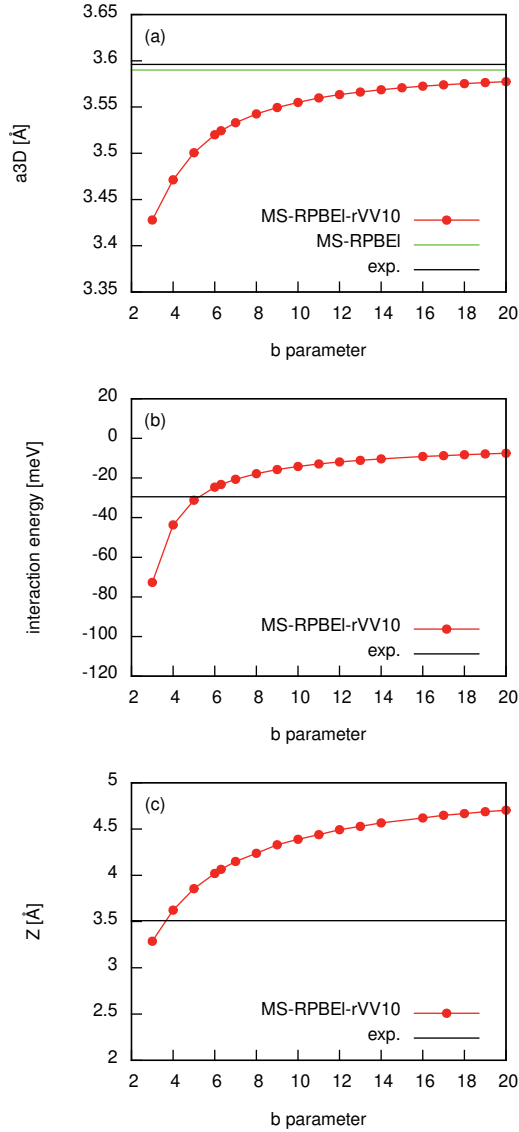 3.65
(a)
3.6
3.55
3.5
3.45
3.4
3.35
a3D [Å]
MS-RPBEl-rVV10
MS-RPBEl
exp.
2 4 6 8 10 12 14 16 18 20
b parameter
20
(b)
0
-20
-40
-60
-80
-100
-120
interaction energy [meV]
MS-RPBEl-rVV10
exp.
2 4 6 8 10 12 14 16 18 20
b parameter
5
(c)
4.5
4
3.5
3
2.5
2
Z [Å]
MS-RPBEl-rVV10
exp.
2 4 6 8 10 12 14 16 18 20
b parameter